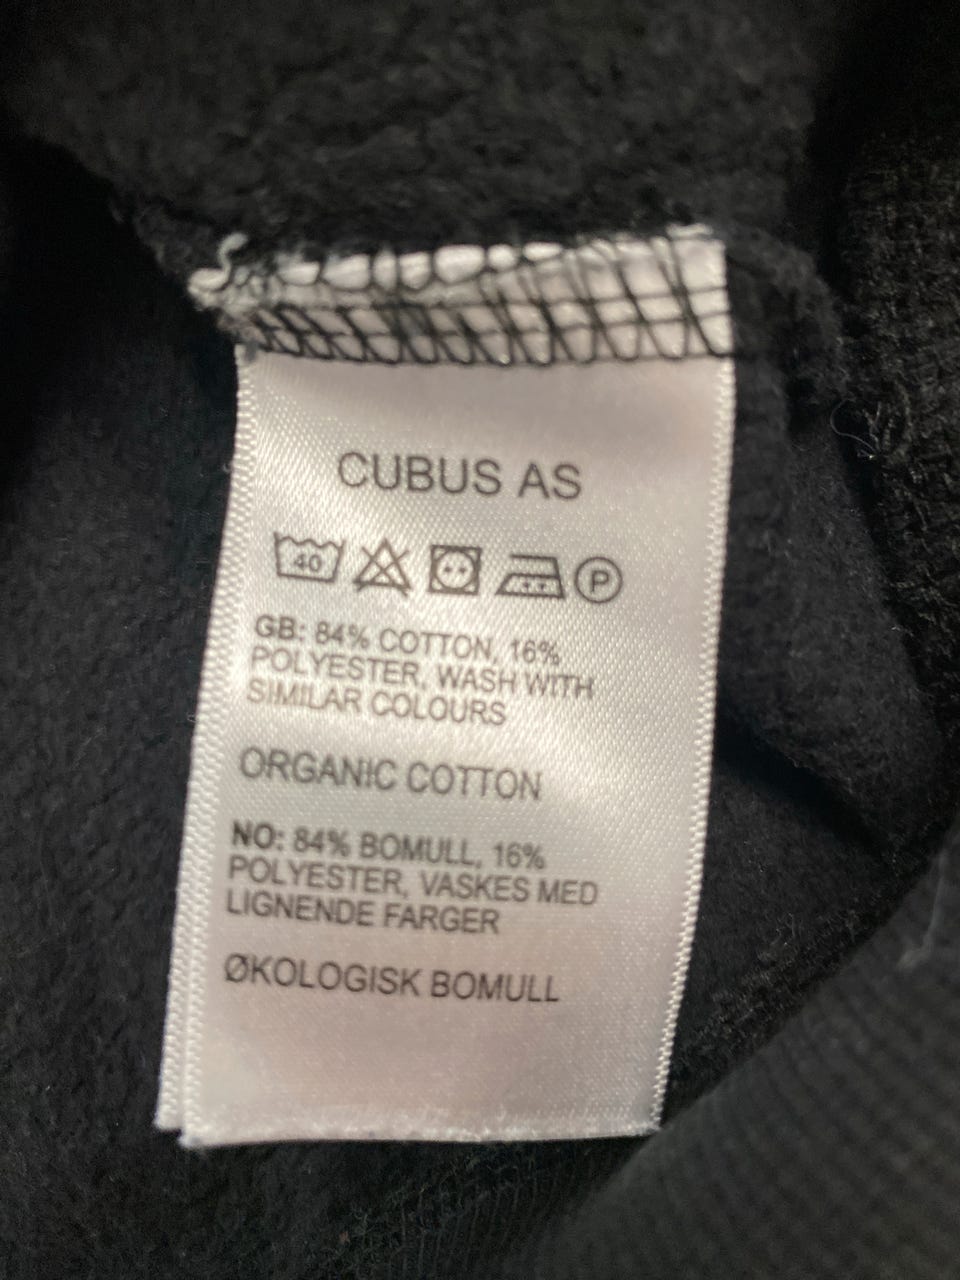 CUBUS AS
40 P
GB: 84% COTTON, 16%
POLYESTER, WASH WITH
SIMILAR COLOURS
ORGANIC COTTON
NO: 84% BOMULL, 16%
POLYESTER, VASKES MED
LIGNENDE FARGER
ØKOLOGISK BOMULL